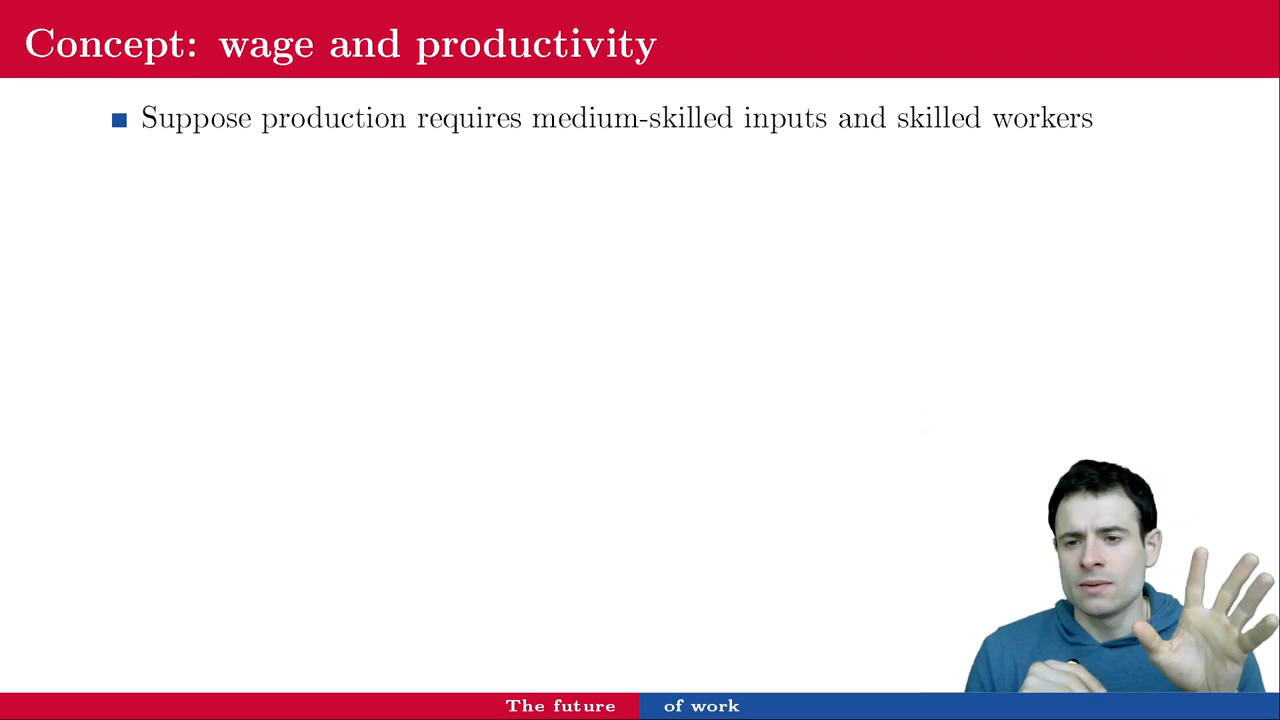 Concept: wage and productivity
Suppose production requires medium-skilled inputs and skilled workers
The future of work